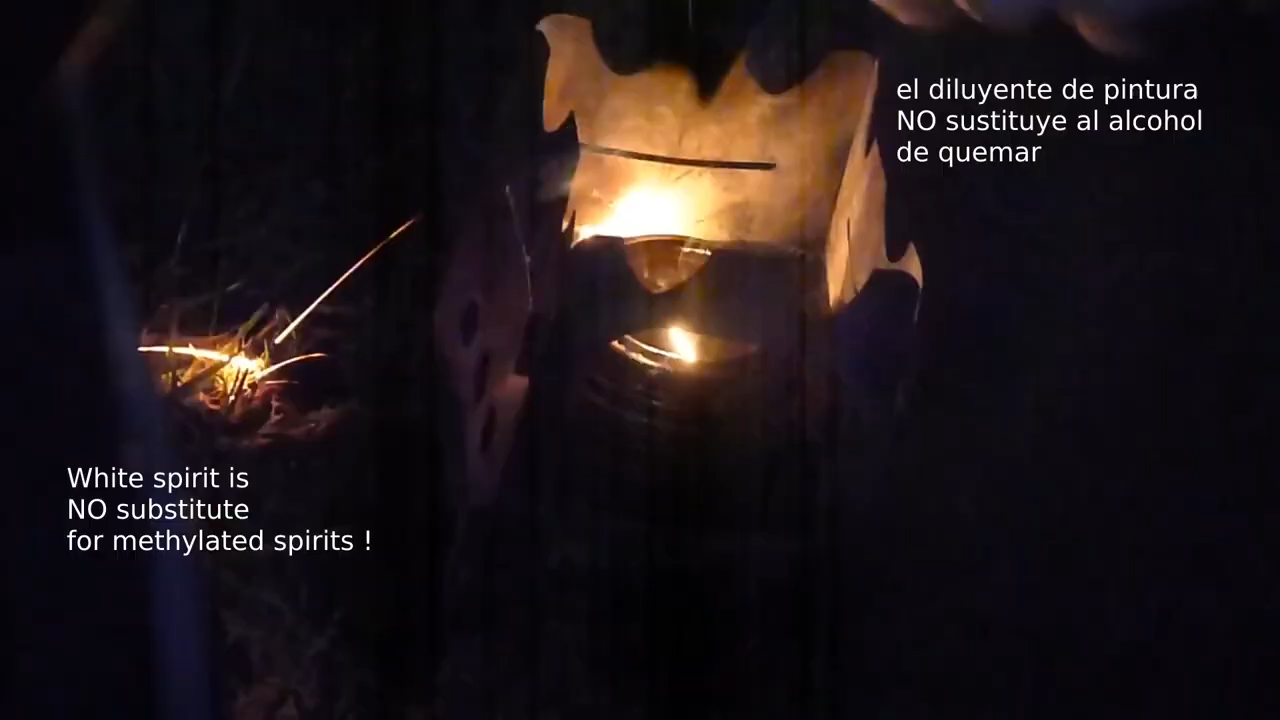 el diluyente de pintura
NO sustituye al alcohol
de quemar
White spirit is
NO substitute
for methylated spirits !